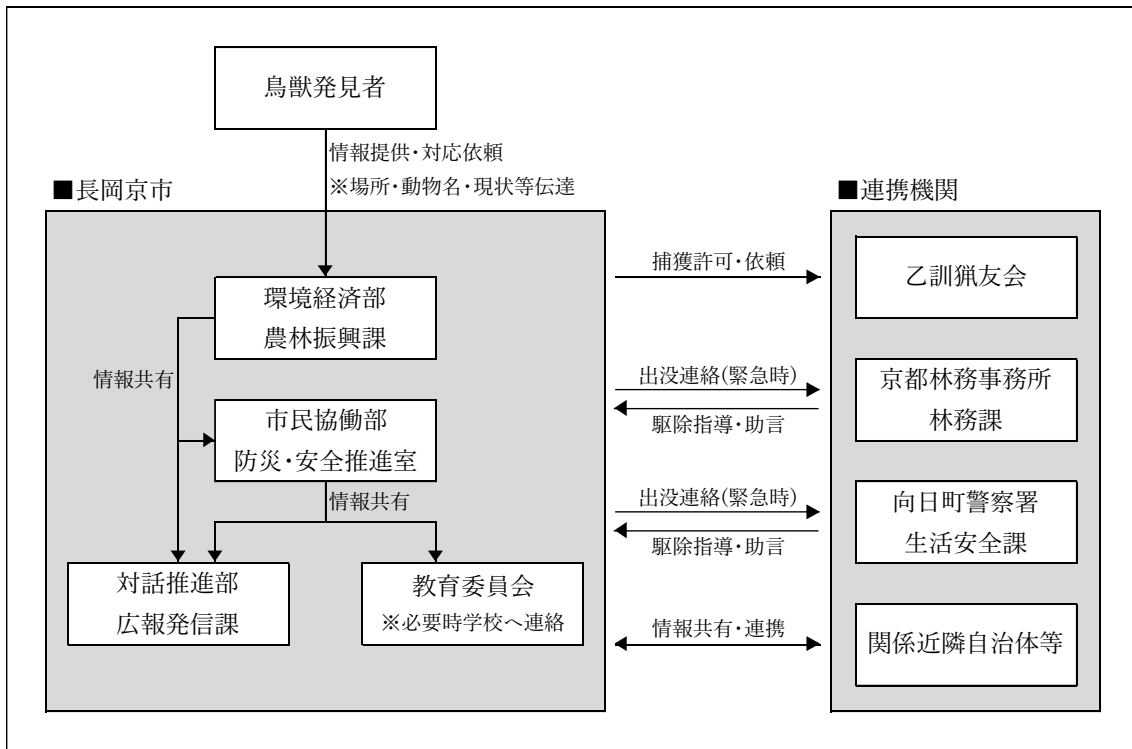 鳥獣発見者
情報提供・対応依頼
※場所・動物名・現状等伝達
■長岡京市
環境経済部
農林振興課
情報共有
市民協働部
防災・安全推進室
情報共有
対話推進部
広報発信課
教育委員会
※必要時学校へ連絡
捕獲許可・依頼
出没連絡(緊急時)
駆除指導・助言
出没連絡(緊急時)
駆除指導・助言
情報共有・連携
■連携機関
乙訓猟友会
京都林務事務所
林務課
向日町警察署
生活安全課
関係近隣自治体等